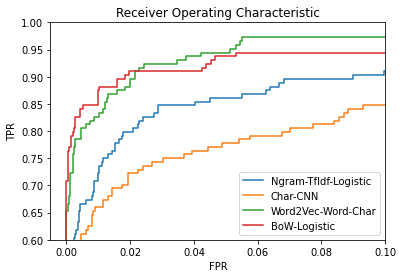 Receiver Operating Characteristic
1.00
0.95
0.90
0.85
0.80
0.75
0.70
0.65
0.60
TPR
Ngram-TfIdf-Logistic
Char-CNN
Word2Vec-Word-Char
BoW-Logistic
0.00 0.02 0.04 0.06 0.08 0.10
FPR